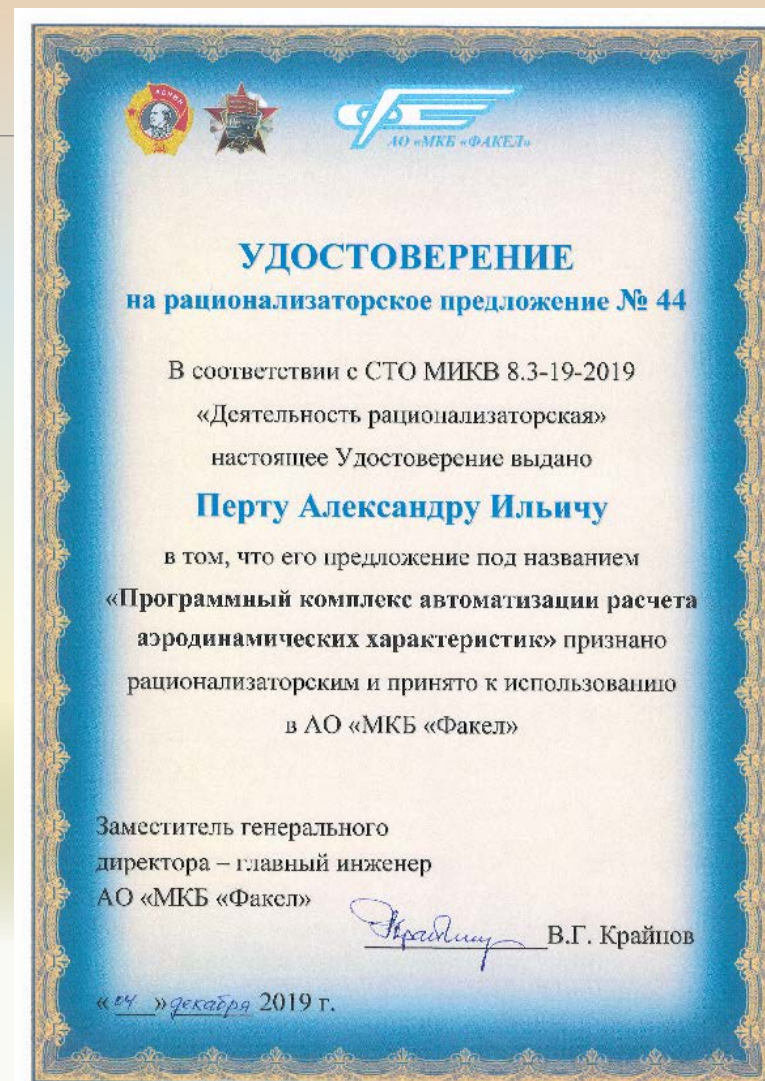 ЛЕНИН
АО «МКБ «ФАКЕЛ»
УДОСТОВЕРЕНИЕ
на рационализаторское предложение № 44
В соответствии с СТО МИКВ 8.3-19-2019
«Деятельность рационализаторская»
настоящее Удостоверение выдано
Перту Александру Ильичу
в том, что его предложение под названием
«Программный комплекс автоматизации расчета
аэродинамических характеристик» признано
рационализаторским и принято к использованию
в АО «МКБ «Факел»
Заместитель генерального
директора – главный инженер
АО «МКБ «Факел»
В.Г. Крайнов
«04» декабря 2019 г.